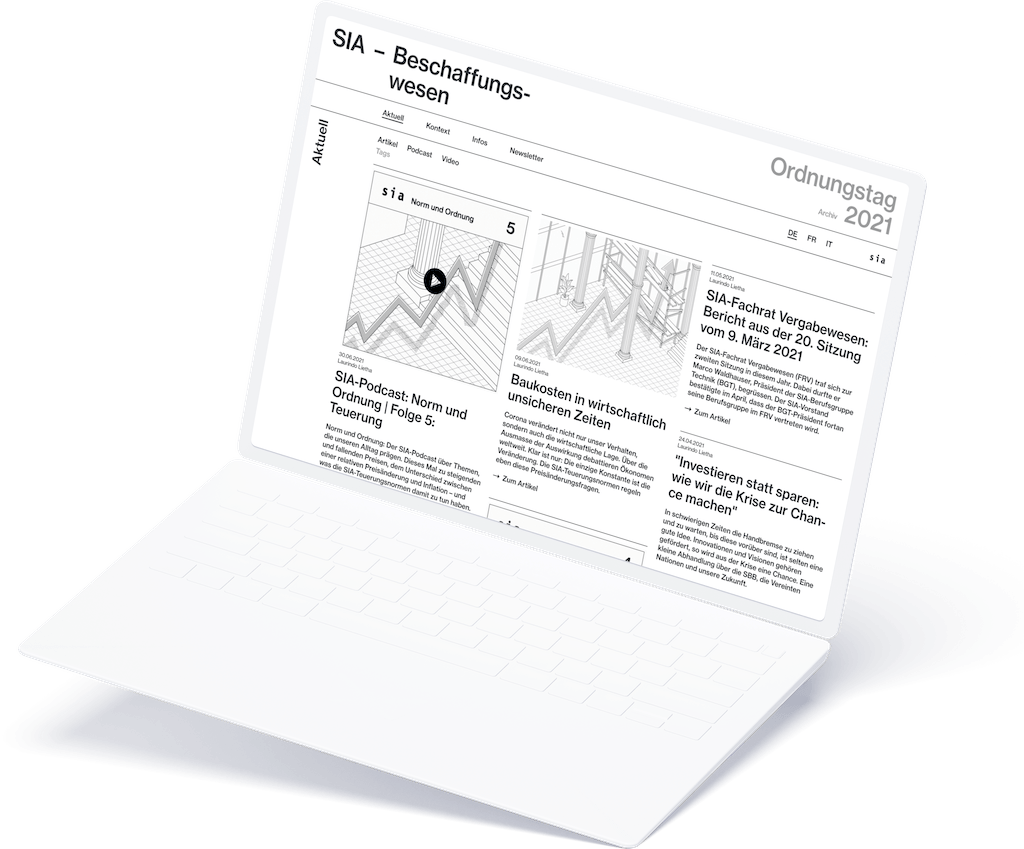 SIA – Beschaffungs-
wesen
Ordnungstag
Archiv 2021
Aktuell Kontext Infos Newsletter
DE FR IT
sia
Aktuell
Artikel Podcast Video
Tags
sia Norm und Ordnung 5
30.06.2021
Laurindo Lietha
SIA-Podcast: Norm und
Ordnung | Folge 5:
Teuerung
Norm und Ordnung: Der SIA-Podcast über Themen,
die unseren Alltag prägen. Dieses Mal zu steigenden
und fallenden Preisen, dem Unterschied zwischen
einer relativen Preisänderung und Inflation – und
was die SIA-Teuerungsnormen damit zu tun haben.
09.06.2021
Laurindo Lietha
Baukosten in wirtschaftlich
unsicheren Zeiten
Corona verändert nicht nur unser Verhalten,
sondern auch die wirtschaftliche Lage. Über die
Ausmasse der Auswirkung debattieren Ökonomen
weltweit. Klar ist nur: Die einzige Konstante ist die
Veränderung. Die SIA-Teuerungsnormen regeln
eben diese Preisänderungsfragen.
→ Zum Artikel
11.05.2021
Laurindo Lietha
SIA-Fachrat Vergabewesen:
Bericht aus der 20. Sitzung
vom 9. März 2021
Der SIA-Fachrat Vergabewesen (FRV) traf sich zur
zweiten Sitzung in diesem Jahr. Dabei durfte er
Marco Waldhauser, Präsident der SIA-Berufsgruppe
Technik (BGT), begrüssen. Der SIA-Vorstand
bestätigte im April, dass der BGT-Präsident fortan
seine Berufsgruppe im FRV vertreten wird.
→ Zum Artikel
24.04.2021
Laurindo Lietha
"Investieren statt sparen:
wie wir die Krise zur Chan-
ce machen"
In schwierigen Zeiten die Handbremse zu ziehen
und zu warten, bis diese vorüber sind, ist selten eine
gute Idee. Innovationen und Visionen gehören
gefördert, so wird aus der Krise eine Chance. Eine
kleine Abhandlung über die SBB, die Vereinten
Nationen und unsere Zukunft.